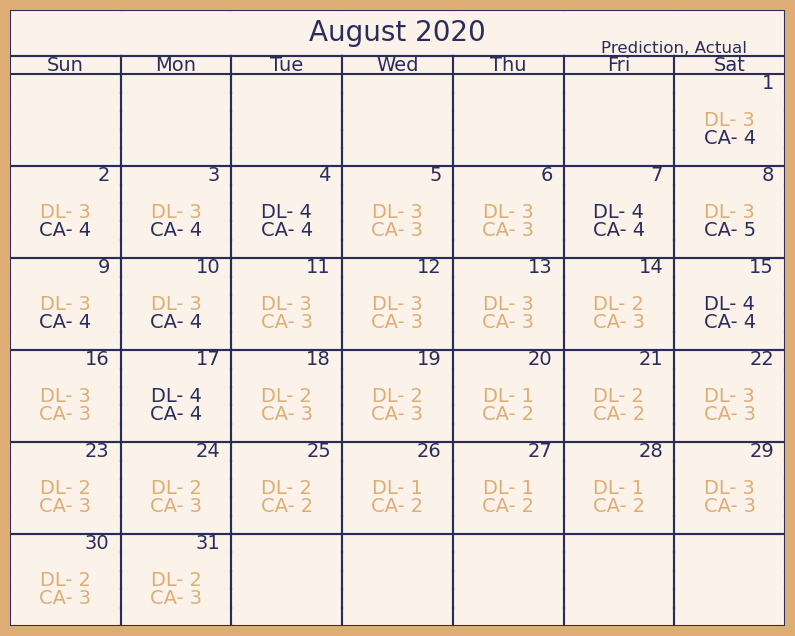 August 2020
Prediction, Actual
Sun Mon Tue Wed Thu Fri Sat
1
DL- 3
CA- 4
2 3 4 5 6 7 8
DL- 3 DL- 3 DL- 4 DL- 3 DL- 3 DL- 4 DL- 3
CA- 4 CA- 4 CA- 4 CA- 3 CA- 3 CA- 4 CA- 5
9 10 11 12 13 14 15
DL- 3 DL- 3 DL- 3 DL- 3 DL- 3 DL- 2 DL- 4
CA- 4 CA- 4 CA- 3 CA- 3 CA- 3 CA- 3 CA- 4
16 17 18 19 20 21 22
DL- 3 DL- 4 DL- 2 DL- 2 DL- 1 DL- 2 DL- 3
CA- 3 CA- 4 CA- 3 CA- 3 CA- 2 CA- 2 CA- 3
23 24 25 26 27 28 29
DL- 2 DL- 2 DL- 2 DL- 1 DL- 1 DL- 1 DL- 3
CA- 3 CA- 3 CA- 2 CA- 2 CA- 2 CA- 2 CA- 3
30 31
DL- 2 DL- 2
CA- 3 CA- 3